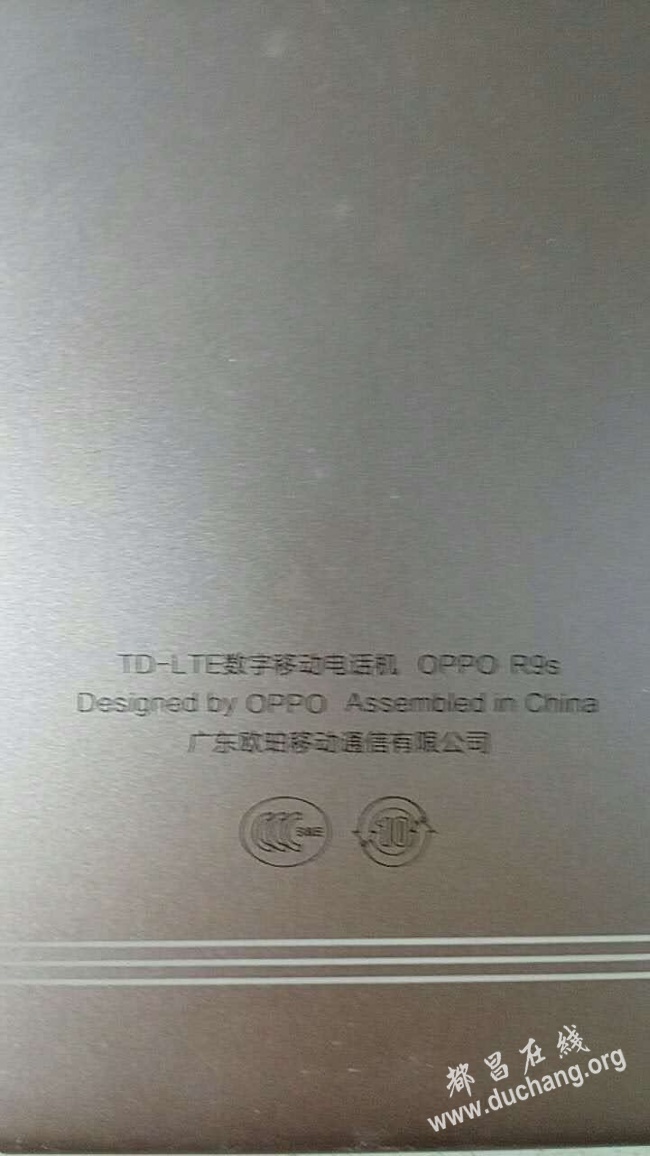 TD-LTE数字移动电话机 OPPO R9s
Designed by OPPO Assembled in China
广东欧珀移动通信有限公司
CCC S&E 10
都昌在线
www.duchang.org